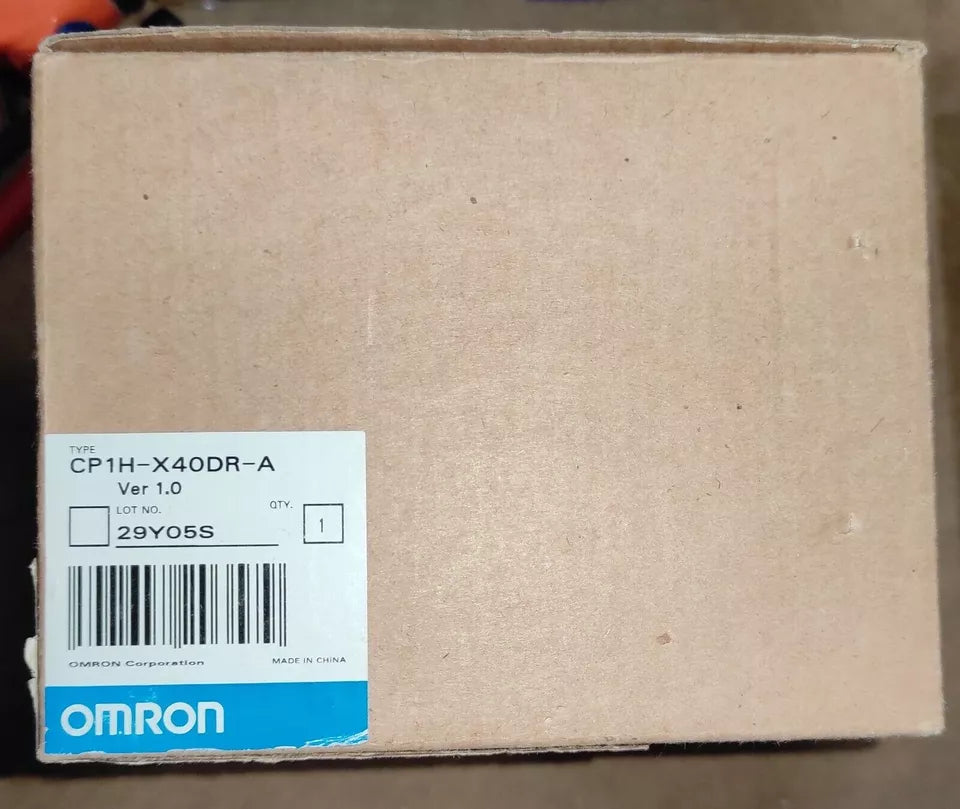 TYPE
CP1H-X40DR-A
Ver 1.0
LOT NO.
QTY.
29Y05S
1
OMRON Corporation
MADE IN CHINA
OMRON